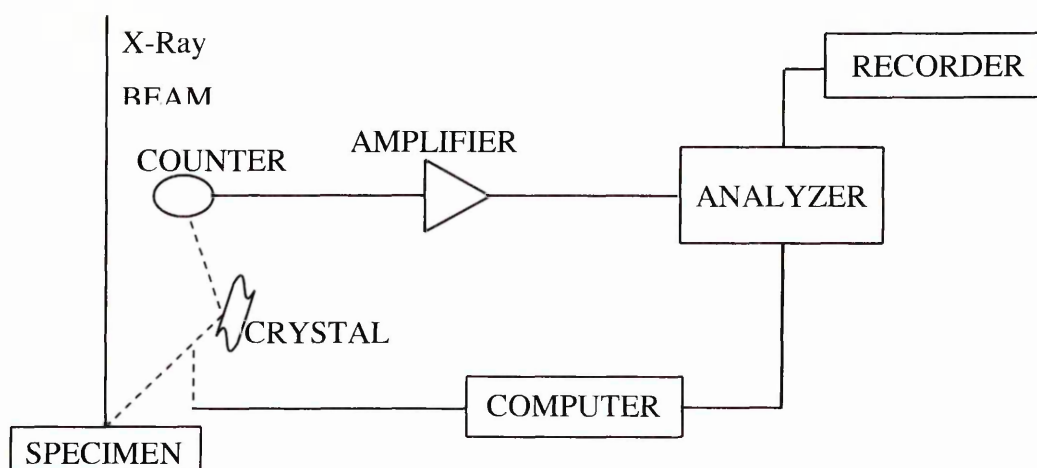 X-Ray
BEAM
RECORDER
AMPLIFIER
COUNTER
ANALYZER
CRYSTAL
COMPUTER
SPECIMEN